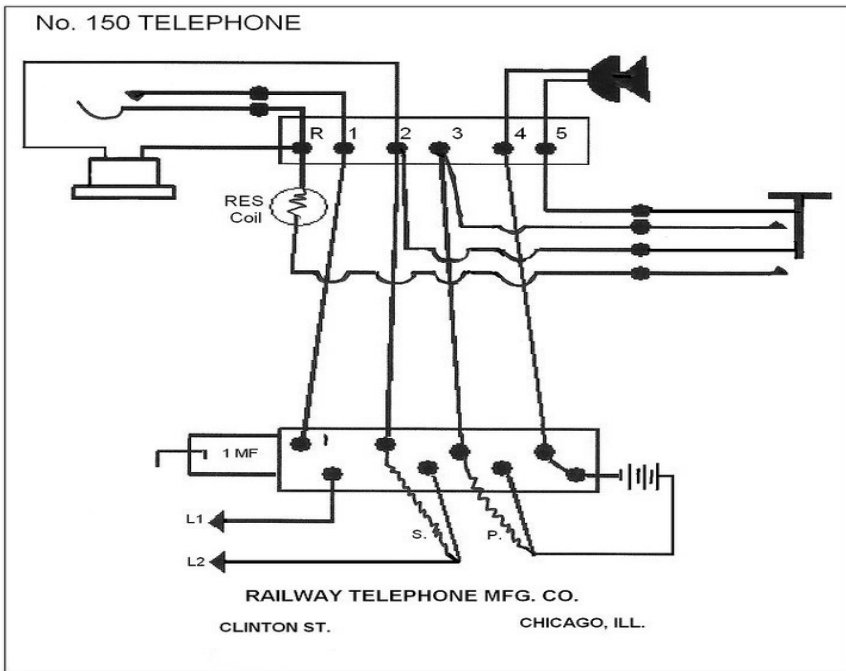 No. 150 TELEPHONE
R 1 2 3 4 5
RES
Coil
1 MF
L1
S. P.
L2
RAILWAY TELEPHONE MFG. CO.
CLINTON ST. CHICAGO, ILL.